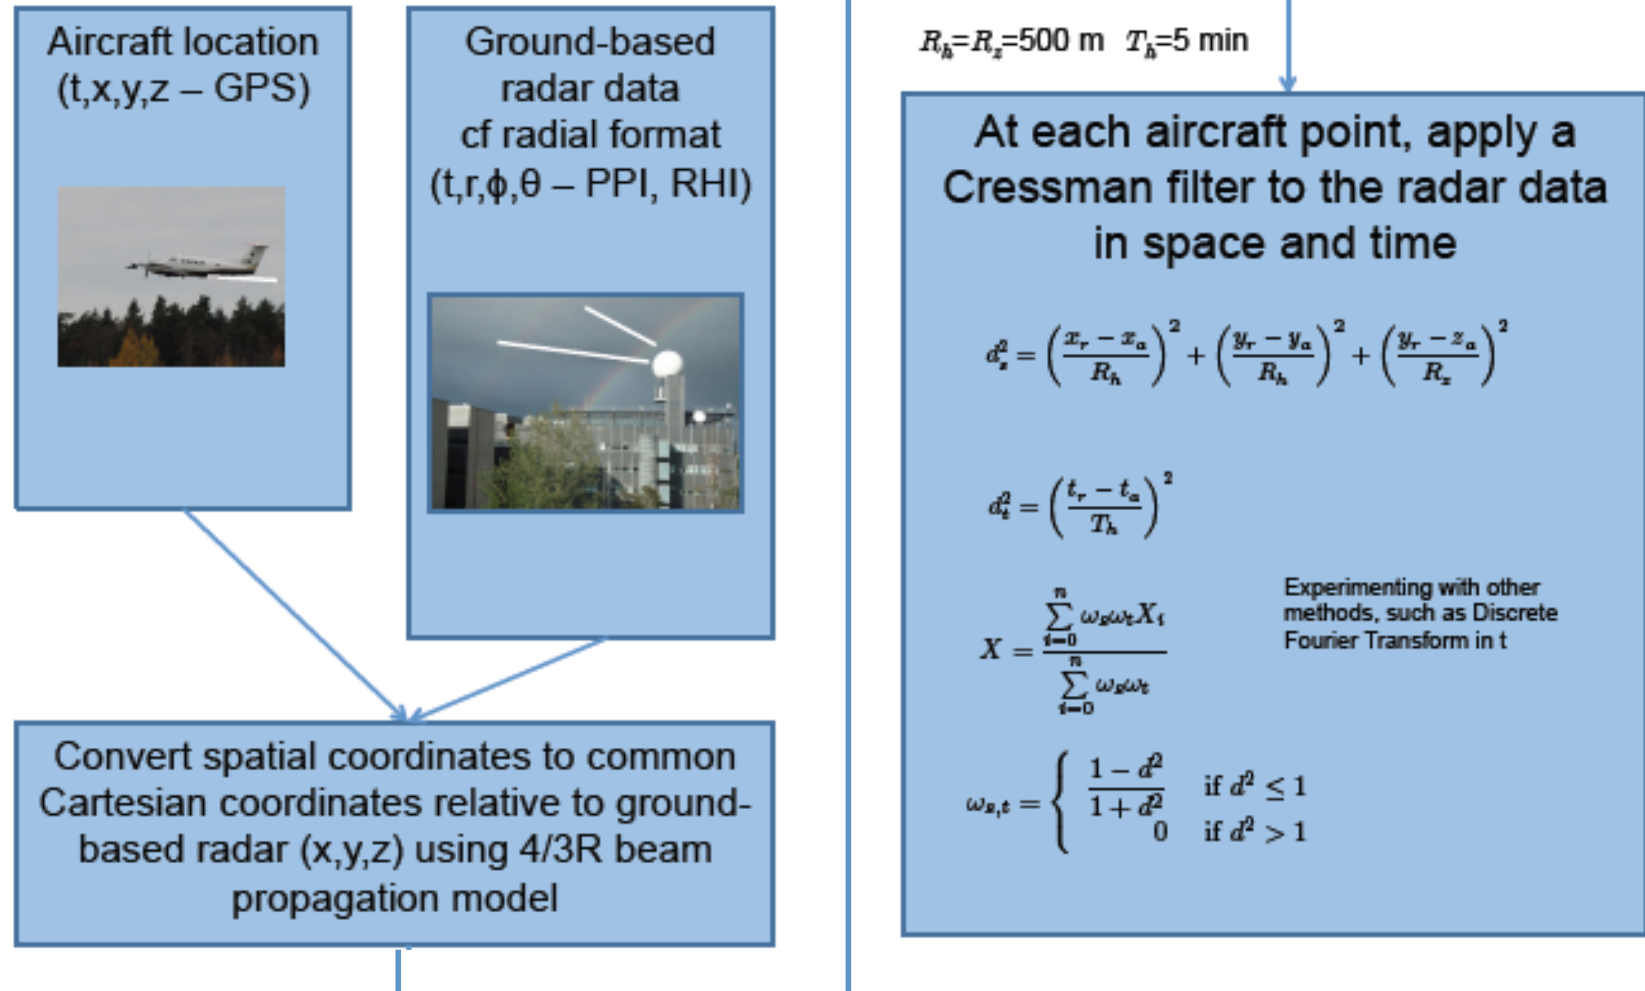 Aircraft location
(t,x,y,z – GPS)
Ground-based
radar data
cf radial format
(t,r,ϕ,θ – PPI, RHI)
Convert spatial coordinates to common
Cartesian coordinates relative to ground-
based radar (x,y,z) using 4/3R beam
propagation model
R_h=R_z=500 m T_h=5 min
At each aircraft point, apply a
Cressman filter to the radar data
in space and time
d_s^2 = ((x_r − x_a)/R_h)^2 + ((y_r − y_a)/R_h)^2 + ((y_r − z_a)/R_z)^2
d_t^2 = ((t_r − t_a)/T_h)^2
Experimenting with other
methods, such as Discrete
Fourier Transform in t
X = (∑_{i=0}^{n} ω_s ω_t X_i)/(∑_{i=0}^{n} ω_s ω_t)
ω_{s,t} = { (1 − d^2)/(1 + d^2) if d^2 ≤ 1
0 if d^2 > 1